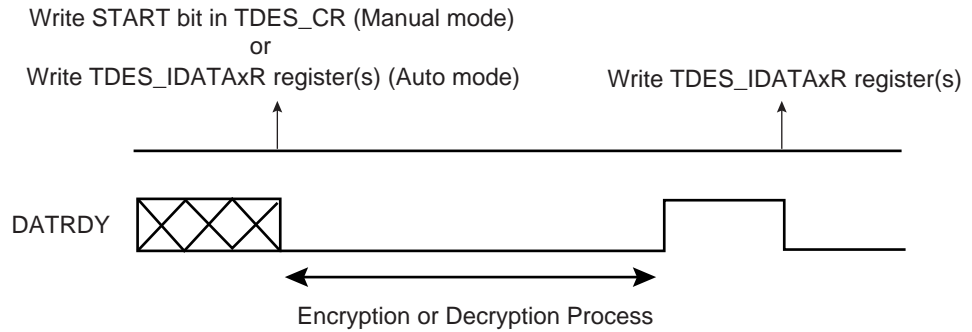 Write START bit in TDES_CR (Manual mode)
or
Write TDES_IDATAxR register(s) (Auto mode)
Write TDES_IDATAxR register(s)
DATRDY
Encryption or Decryption Process